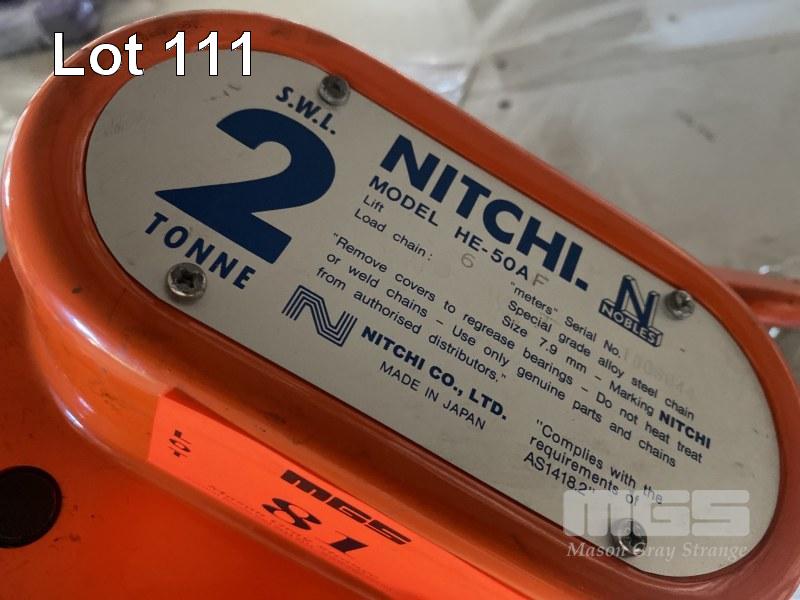 Lot 111
S.W.L.
2
TONNE
NITCHI.
MODEL HE-50A F
Lift 6 "meters" Serial No.
Load chain: Special grade alloy steel chain
Size 7.9 mm – Marking NITCHI
"Remove covers to regrease bearings – Do not heat treat
or weld chains – Use only genuine parts and chains
from authorised distributors."
N
NOBLES
NITCHI CO., LTD.
MADE IN JAPAN
"Complies with the
requirements of
AS1418.2"
LOT
MGS
81
MGS
Mason Gray Strange